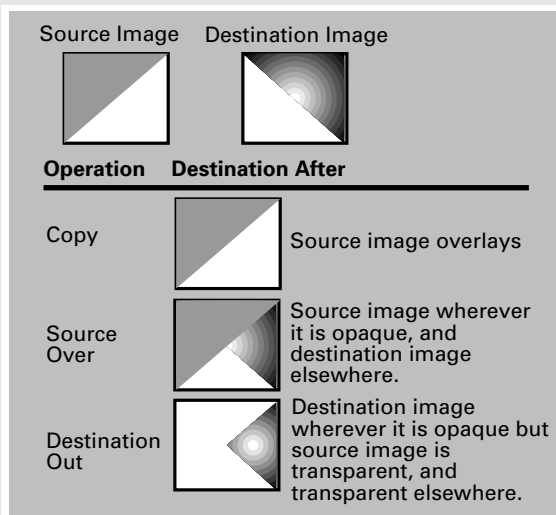 Source Image
Destination Image
Operation
Destination After
Copy
Source image overlays
Source
Over
Source image wherever
it is opaque, and
destination image
elsewhere.
Destination
Out
Destination image
wherever it is opaque but
source image is
transparent, and
transparent elsewhere.